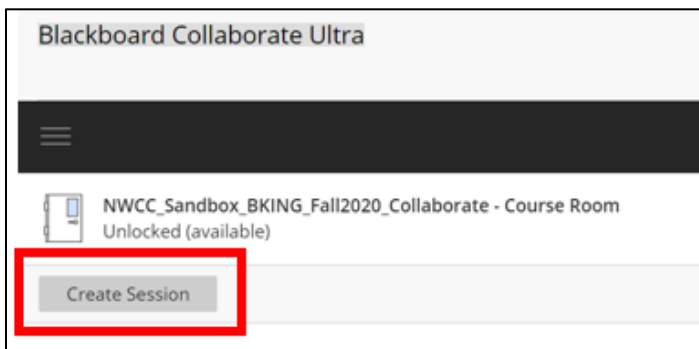 Blackboard Collaborate Ultra
NWCC_Sandbox_BKING_Fall2020_Collaborate - Course Room
Unlocked (available)
Create Session